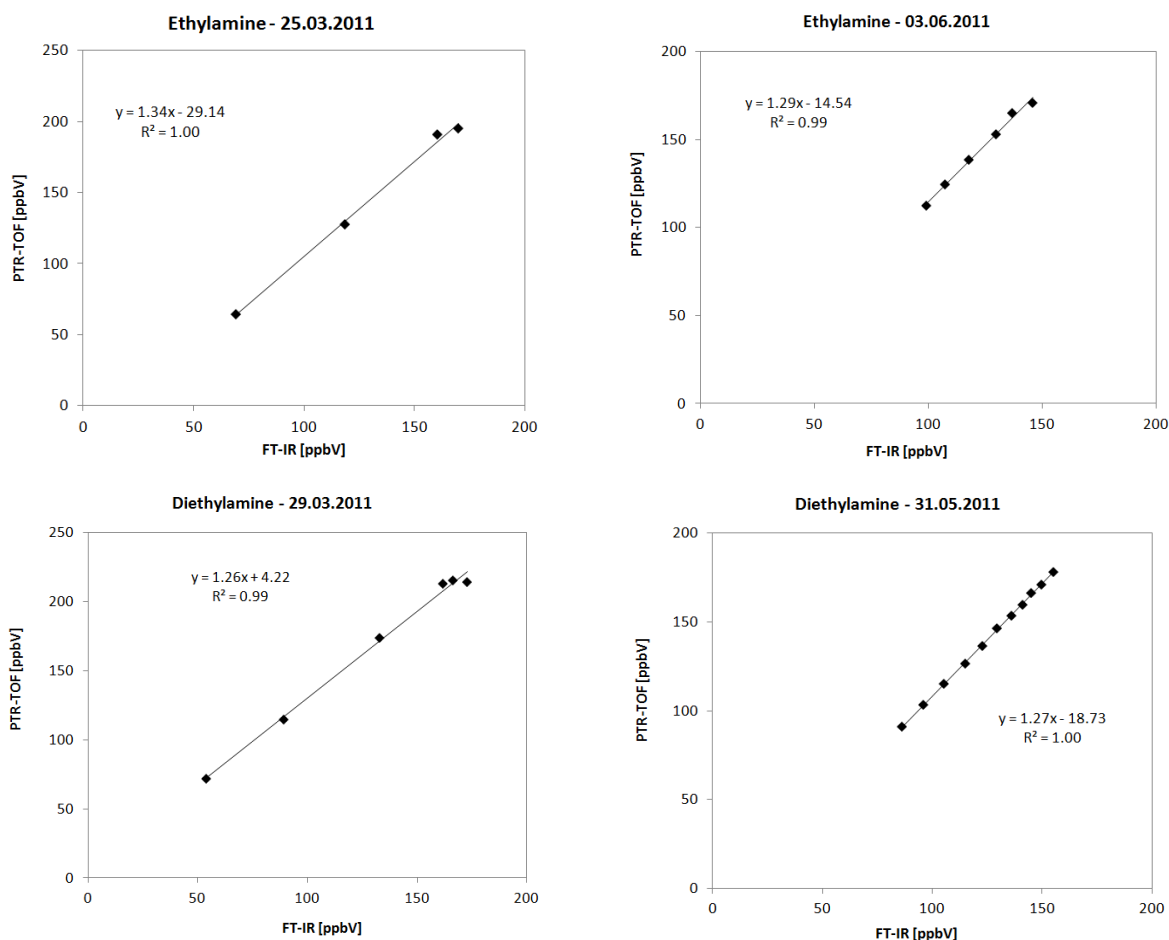 Ethylamine - 25.03.2011
250
200
150
100
50
0
y = 1.34x - 29.14
R² = 1.00
PTR-TOF [ppbV]
0 50 100 150 200
FT-IR [ppbV]
Ethylamine - 03.06.2011
200
150
100
50
0
y = 1.29x - 14.54
R² = 0.99
PTR-TOF [ppbV]
0 50 100 150 200
FT-IR [ppbV]
Diethylamine - 29.03.2011
250
200
150
100
50
0
y = 1.26x + 4.22
R² = 0.99
PTR-TOF [ppbV]
0 50 100 150 200
FT-IR [ppbV]
Diethylamine - 31.05.2011
200
150
100
50
0
y = 1.27x - 18.73
R² = 1.00
PTR-TOF [ppbV]
0 50 100 150 200
FT-IR [ppbV]